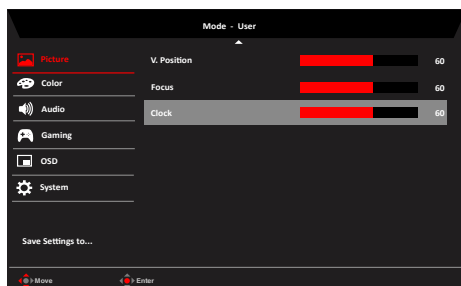 Mode - User
Picture
V. Position 60
Color
Focus 60
Audio
Clock 60
Gaming
OSD
System
Save Settings to...
Move Enter